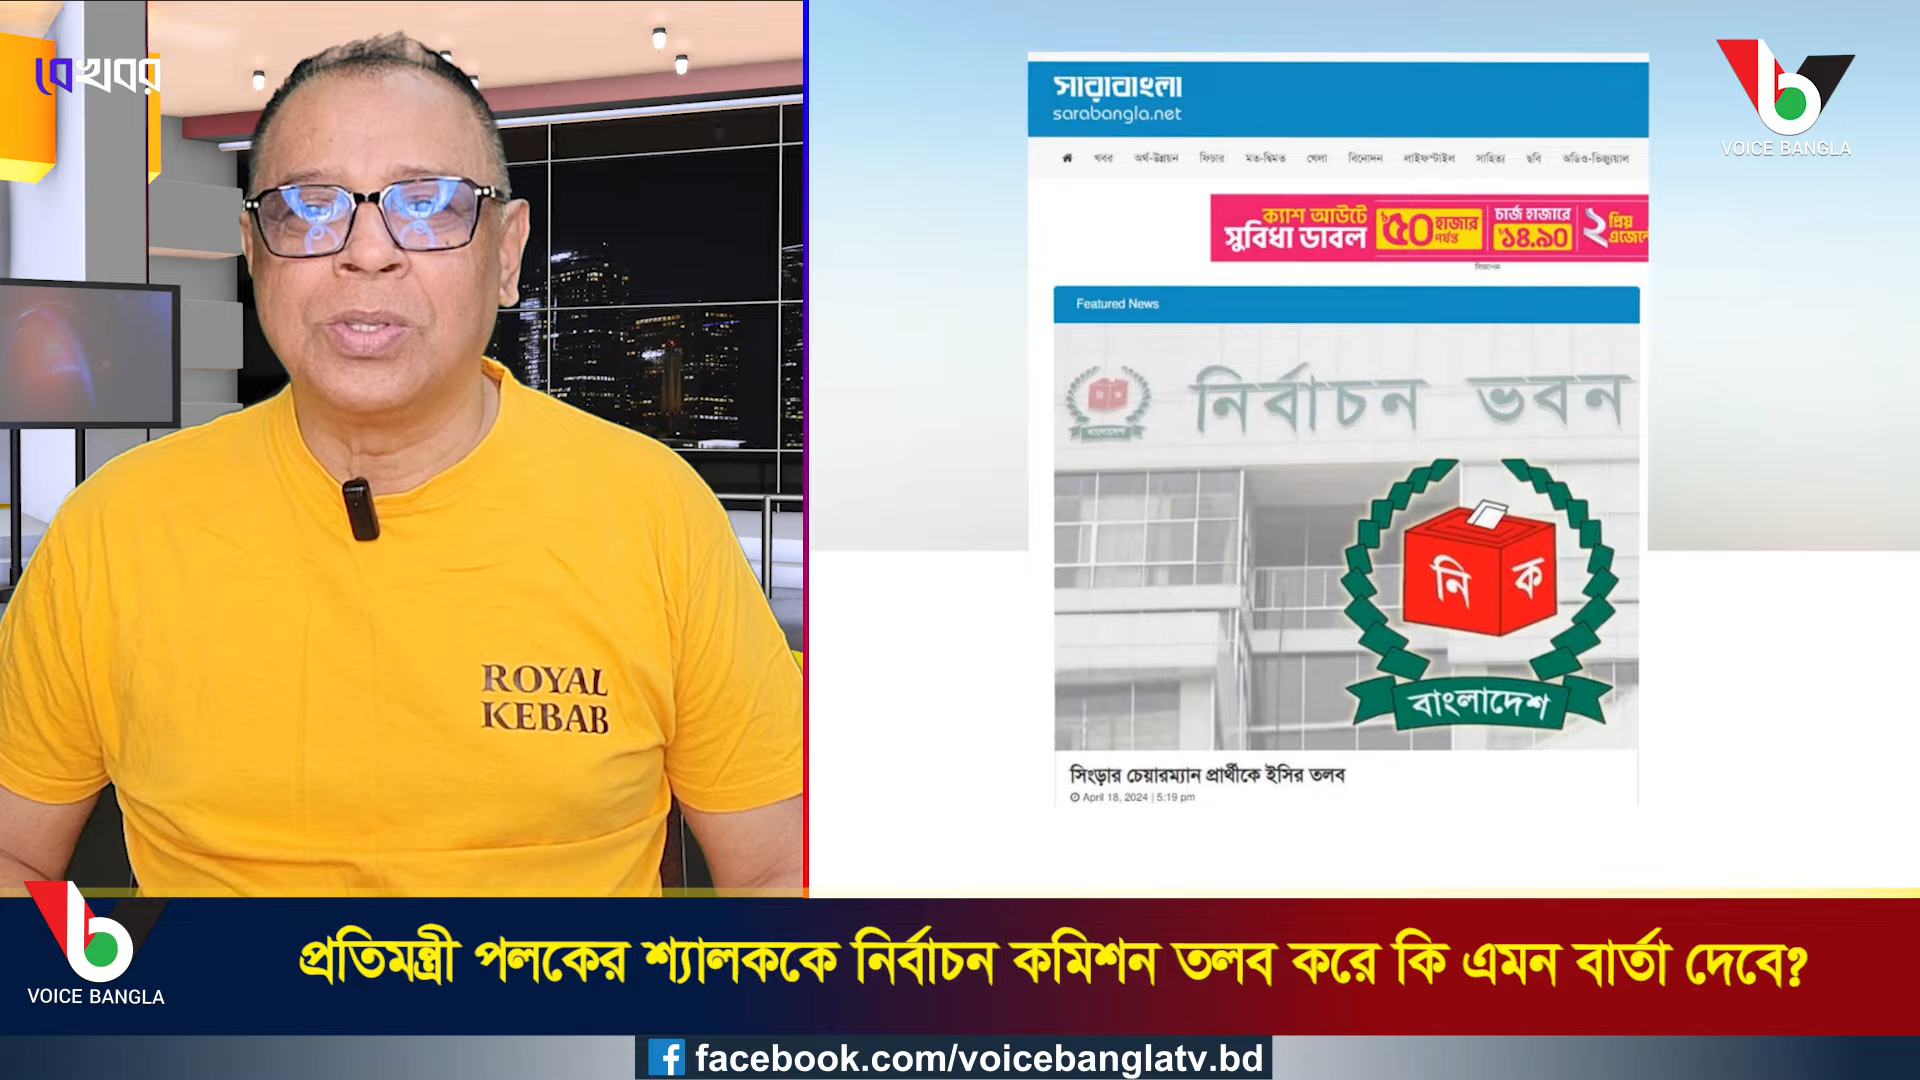 বেখবর
সারাবাংলা
sarabangla.net
VOICE BANGLA
খবর অর্থ-উন্নয়ন ফিচার মত-দ্বিমত খেলা বিনোদন লাইফস্টাইল সাহিত্য ছবি অডিও-ভিজ্যুয়াল
ক্যাশ আউটে
সুবিধা ডাবল
৳৫০ হাজার পর্যন্ত
চার্জ হাজারে
৳১৪.৯০
২ প্রিয়
বিজ্ঞাপন
Featured News
নির্বাচন ভবন
নি ক
বাংলাদেশ
নি ক
বাংলাদেশ
সিংড়ার চেয়ারম্যান প্রার্থীকে ইসির তলব
April 18, 2024 | 5:19 pm
ROYAL
KEBAB
প্রতিমন্ত্রী পলকের শ্যালককে নির্বাচন কমিশন তলব করে কি এমন বার্তা দেবে?
VOICE BANGLA
facebook.com/voicebanglatv.bd